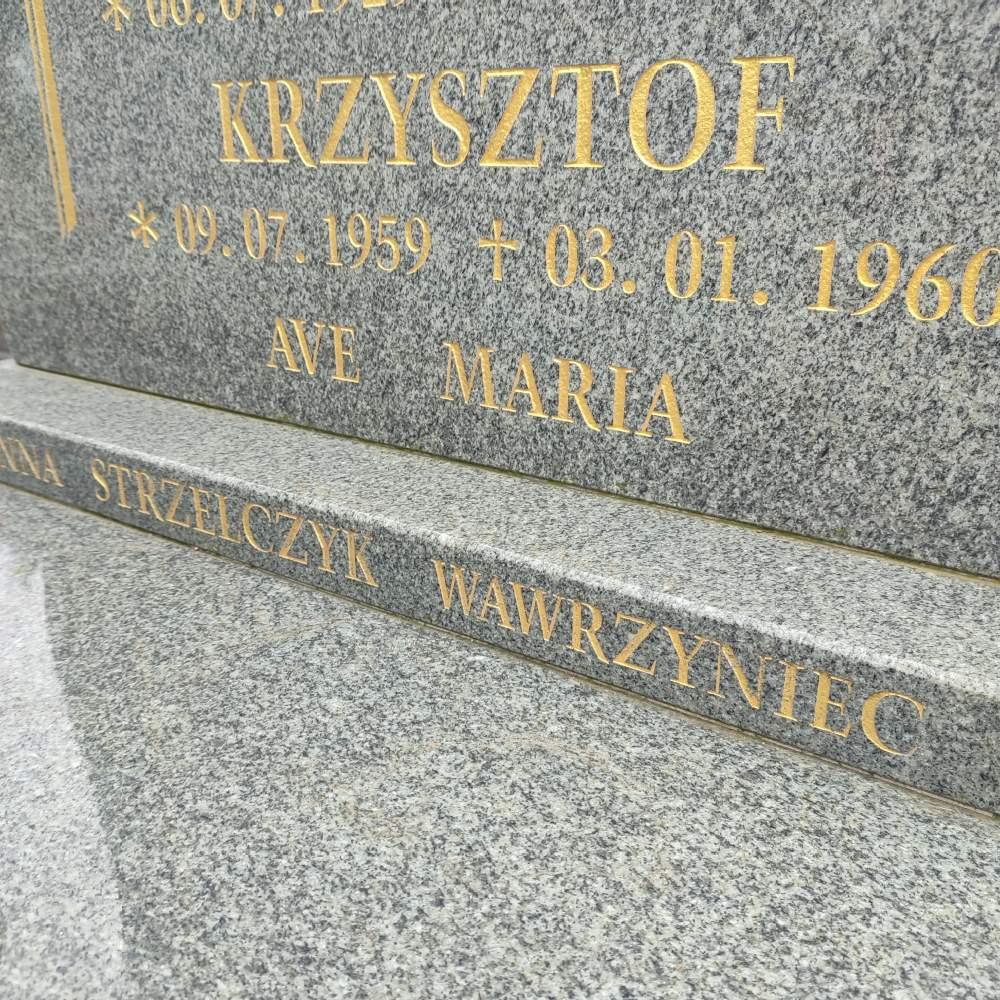 KRZYSZTOF
* 09. 07. 1959 † 03. 01. 1960
AVE MARIA
STRZELCZYK WAWRZYNIEC